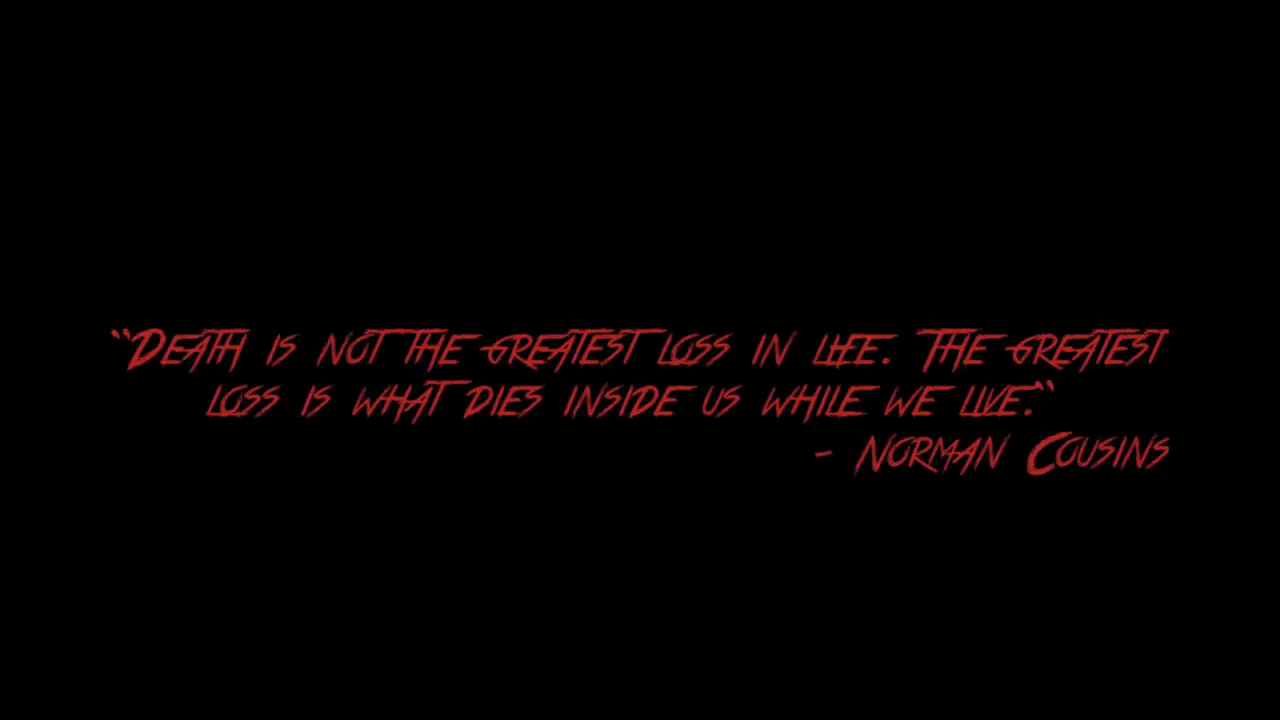 “Death is not the greatest loss in life. The greatest
loss is what dies inside us while we live.“
- Norman Cousins